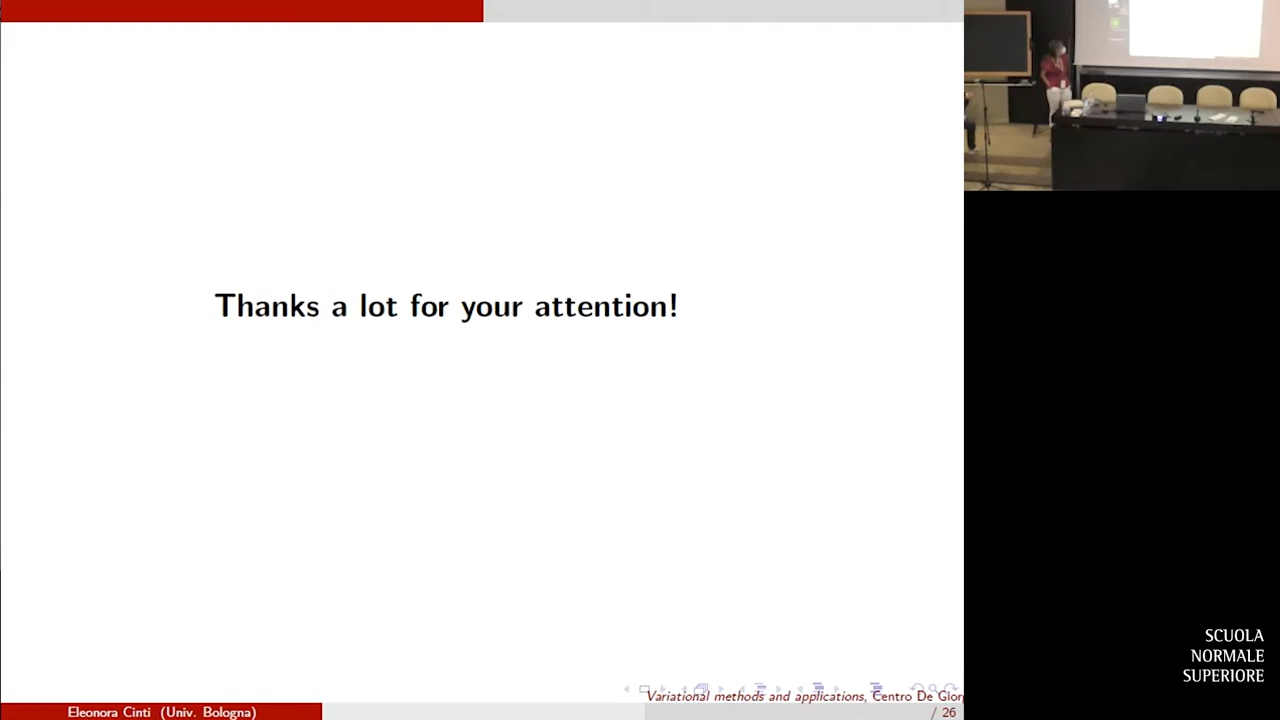 Thanks a lot for your attention!
Variational methods and applications, Centro De Gior
Eleonora Cinti (Univ. Bologna)
/ 26
SCUOLA
NORMALE
SUPERIORE